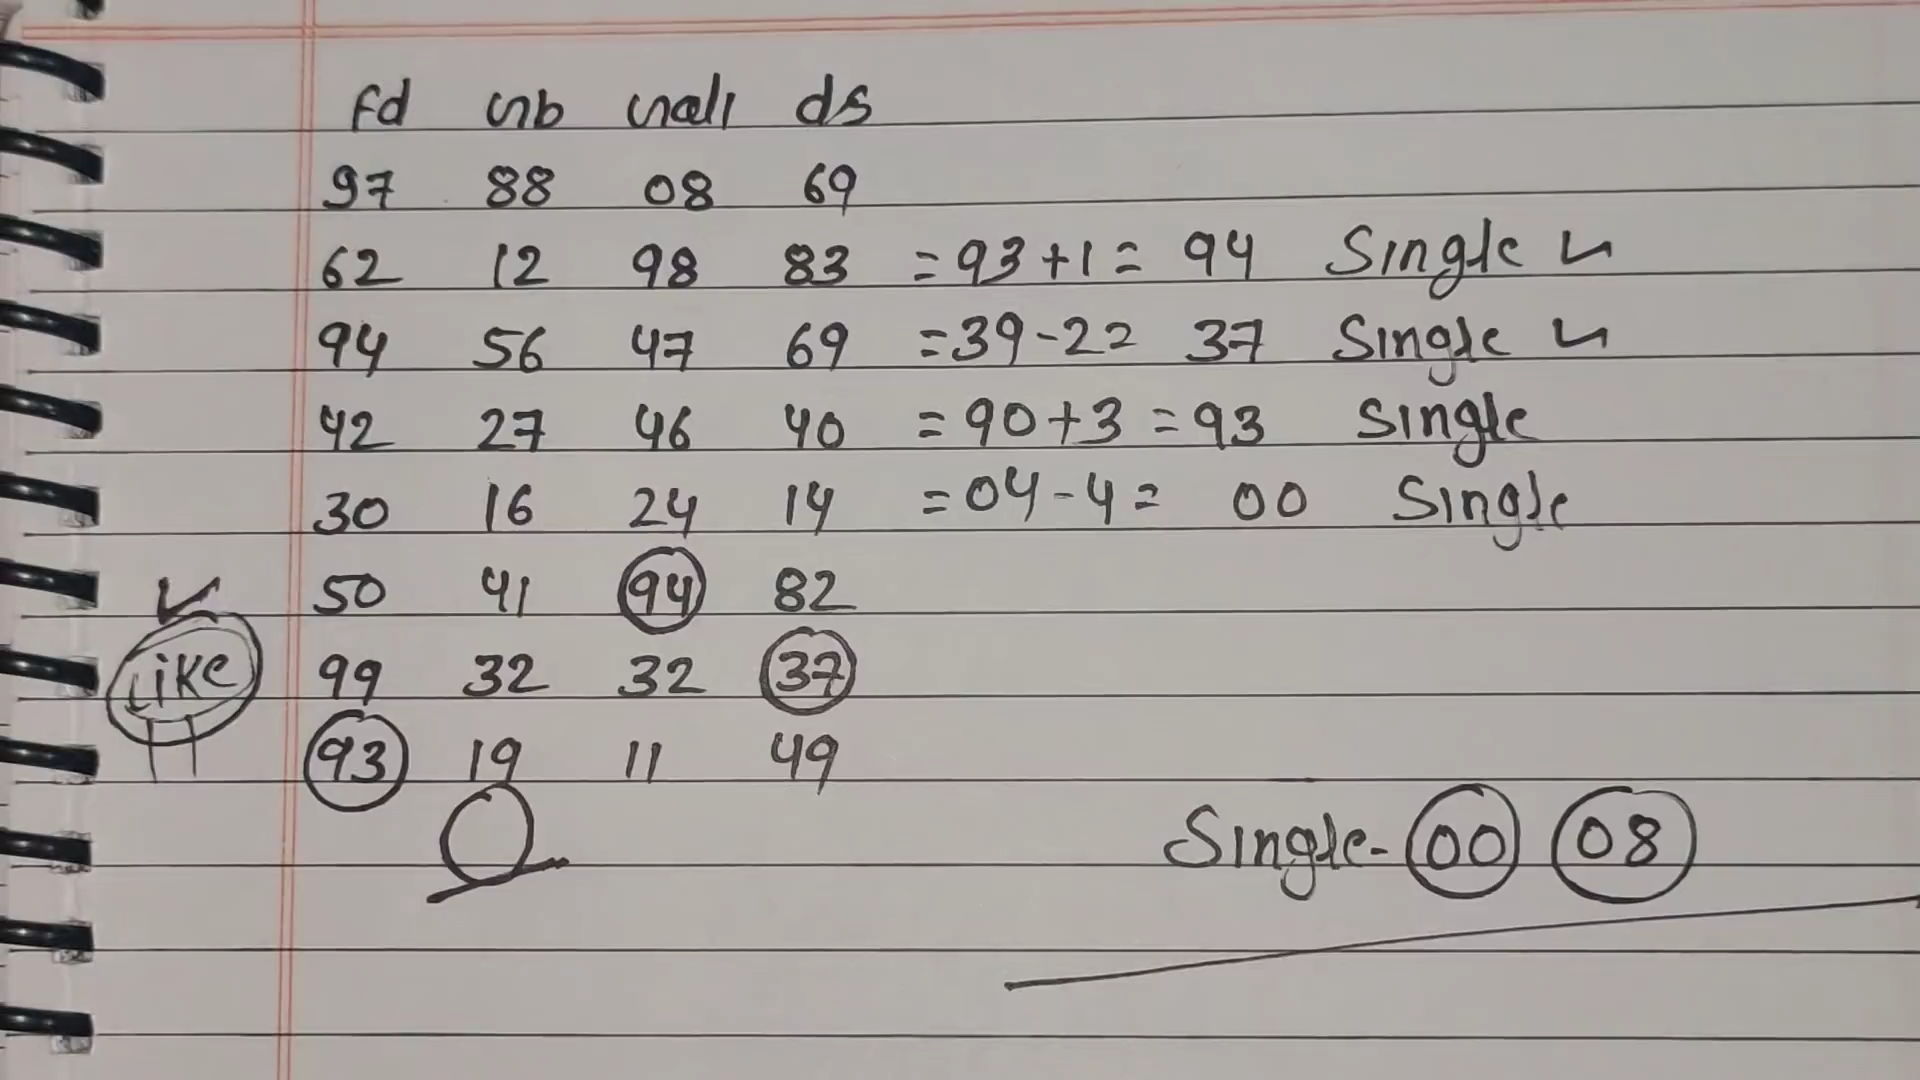 Fd Gb Gali ds
97 88 08 69
62 12 98 83 = 93 + 1 = 94 Single
94 56 47 69 = 39 - 2 = 37 Single
42 27 46 40 = 90 + 3 = 93 Single
30 16 24 14 = 04 - 4 = 00 Single
50 41 94 82
Like 99 32 32 37
93 19 11 49
Single - 00 08